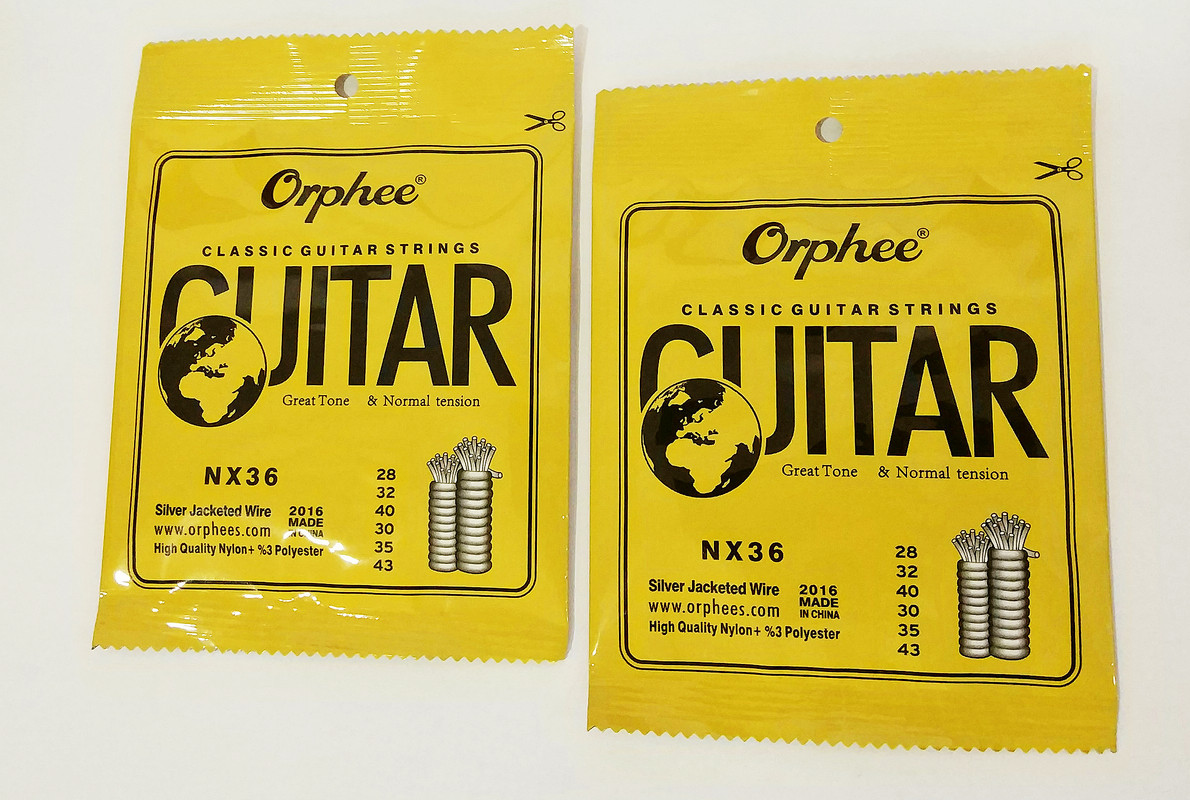 Orphee®
CLASSIC GUITAR STRINGS
GUITAR
Great Tone & Normal tension
NX36
Silver Jacketed Wire
www.orphees.com
High Quality Nylon+ %3 Polyester
2016
MADE
IN CHINA
28
32
40
30
35
43
Orphee®
CLASSIC GUITAR STRINGS
GUITAR
Great Tone & Normal tension
NX36
Silver Jacketed Wire
www.orphees.com
High Quality Nylon+ %3 Polyester
2016
MADE
IN CHINA
28
32
40
30
35
43